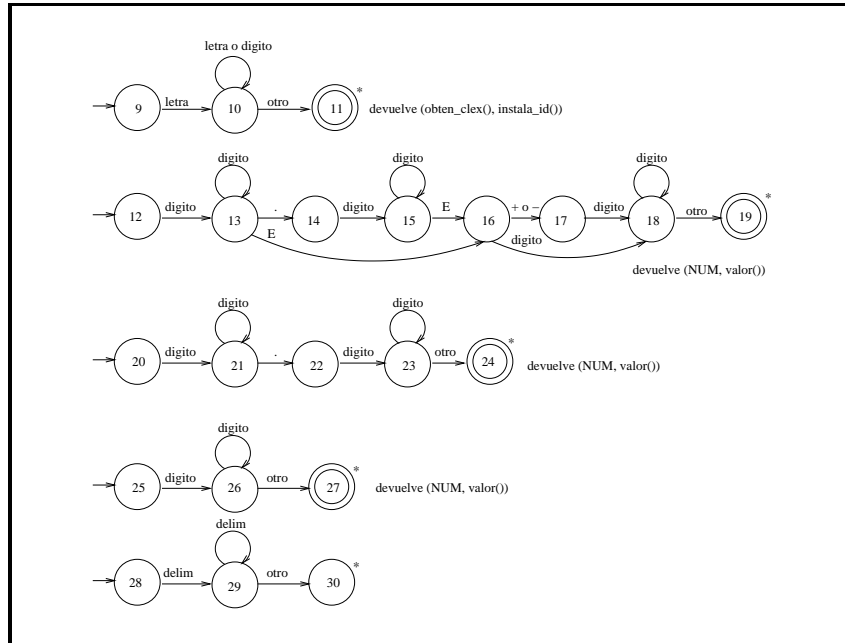 letra o digito
9 letra 10 otro 11 * devuelve (obten_clex(), instala_id())
digito digito digito
12 digito 13 . 14 digito 15 E 16 + o − 17 digito 18 otro 19 *
E digito
devuelve (NUM, valor())
digito digito
20 digito 21 . 22 digito 23 otro 24 * devuelve (NUM, valor())
digito
25 digito 26 otro 27 * devuelve (NUM, valor())
delim
28 delim 29 otro 30 *